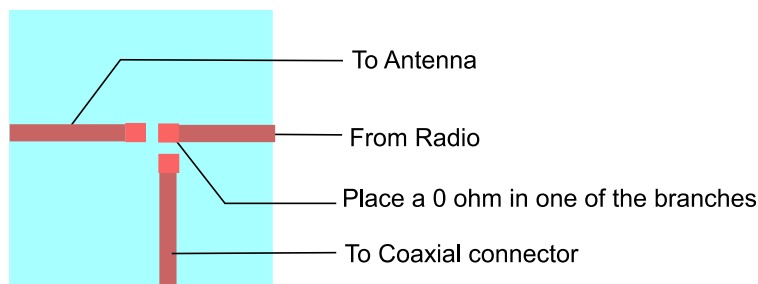 To Antenna
From Radio
Place a 0 ohm in one of the branches
To Coaxial connector